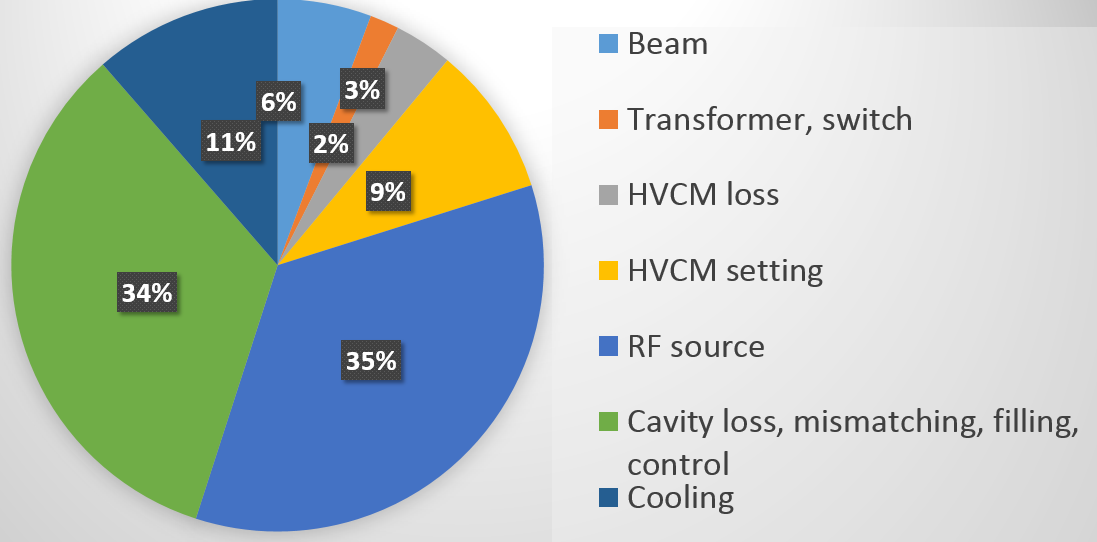 6%
3%
2%
11%
9%
34%
35%
Beam
Transformer, switch
HVCM loss
HVCM setting
RF source
Cavity loss, mismatching, filling,
control
Cooling